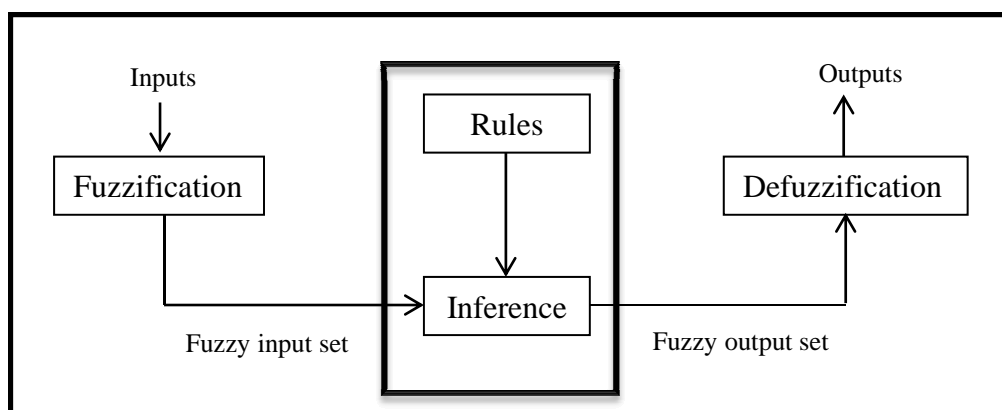 Inputs
Outputs
Rules
Fuzzification
Defuzzification
Inference
Fuzzy input set
Fuzzy output set